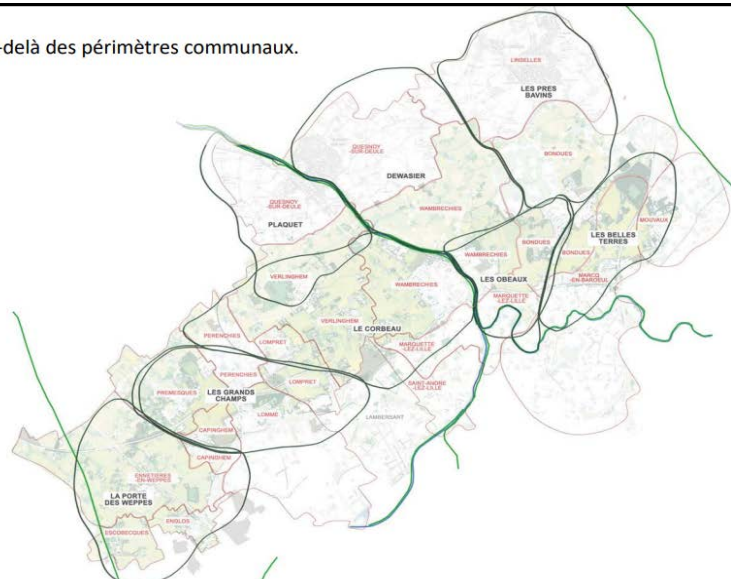 -delà des périmètres communaux.
LINSELLES
LES PRES
BAVINS
QUESNOY
-SUR-DEULE
BONDUES
DEWASIER
QUESNOY
-SUR-DEULE
WAMBRECHIES
MOUVAUX
PLAQUET
LES BELLES
TERRES
BONDUES
BONDUES
WAMBRECHIES
MARCQ
-EN-BAROEUL
VERLINGHEM
LES OBEAUX
WAMBRECHIES
MARQUETTE
-LEZ-LILLE
VERLINGHEM
LE CORBEAU
PERENCHIES
LOMPRET
MARQUETTE
-LEZ-LILLE
PERENCHIES
LOMPRET
SAINT-ANDRE
-LEZ-LILLE
PREMESQUES
LES GRANDS
CHAMPS
LOMME
LAMBERSART
CAPINGHEM
CAPINGHEM
ENNETIERES
-EN-WEPPES
LA PORTE
DES WEPPES
ENGLOS
ESCOBECQUES